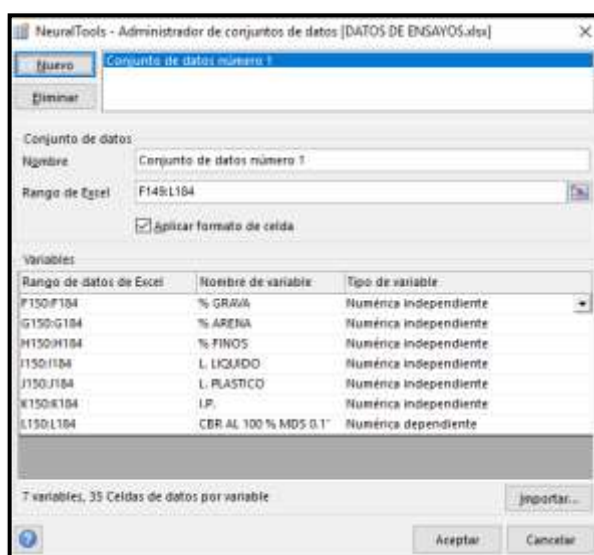 NeuralTools - Administrador de conjuntos de datos [DATOS DE ENSAYOS.xlsx]
Nuevo
Conjunto de datos número 1
Eliminar
Conjunto de datos
Nombre Conjunto de datos número 1
Rango de Excel F149:L184
Aplicar formato de celda
Variables
Rango de datos de Excel Nombre de variable Tipo de variable
F150:F184 % GRAVA Numérica independiente
G150:G184 % ARENA Numérica independiente
H150:H184 % FINOS Numérica independiente
I150:I184 L. LIQUIDO Numérica independiente
J150:J184 L. PLASTICO Numérica independiente
K150:K184 I.P. Numérica independiente
L150:L184 CBR AL 100 % MDS 0.1" Numérica dependiente
7 variables, 35 Celdas de datos por variable
Importar...
Aceptar Cancelar